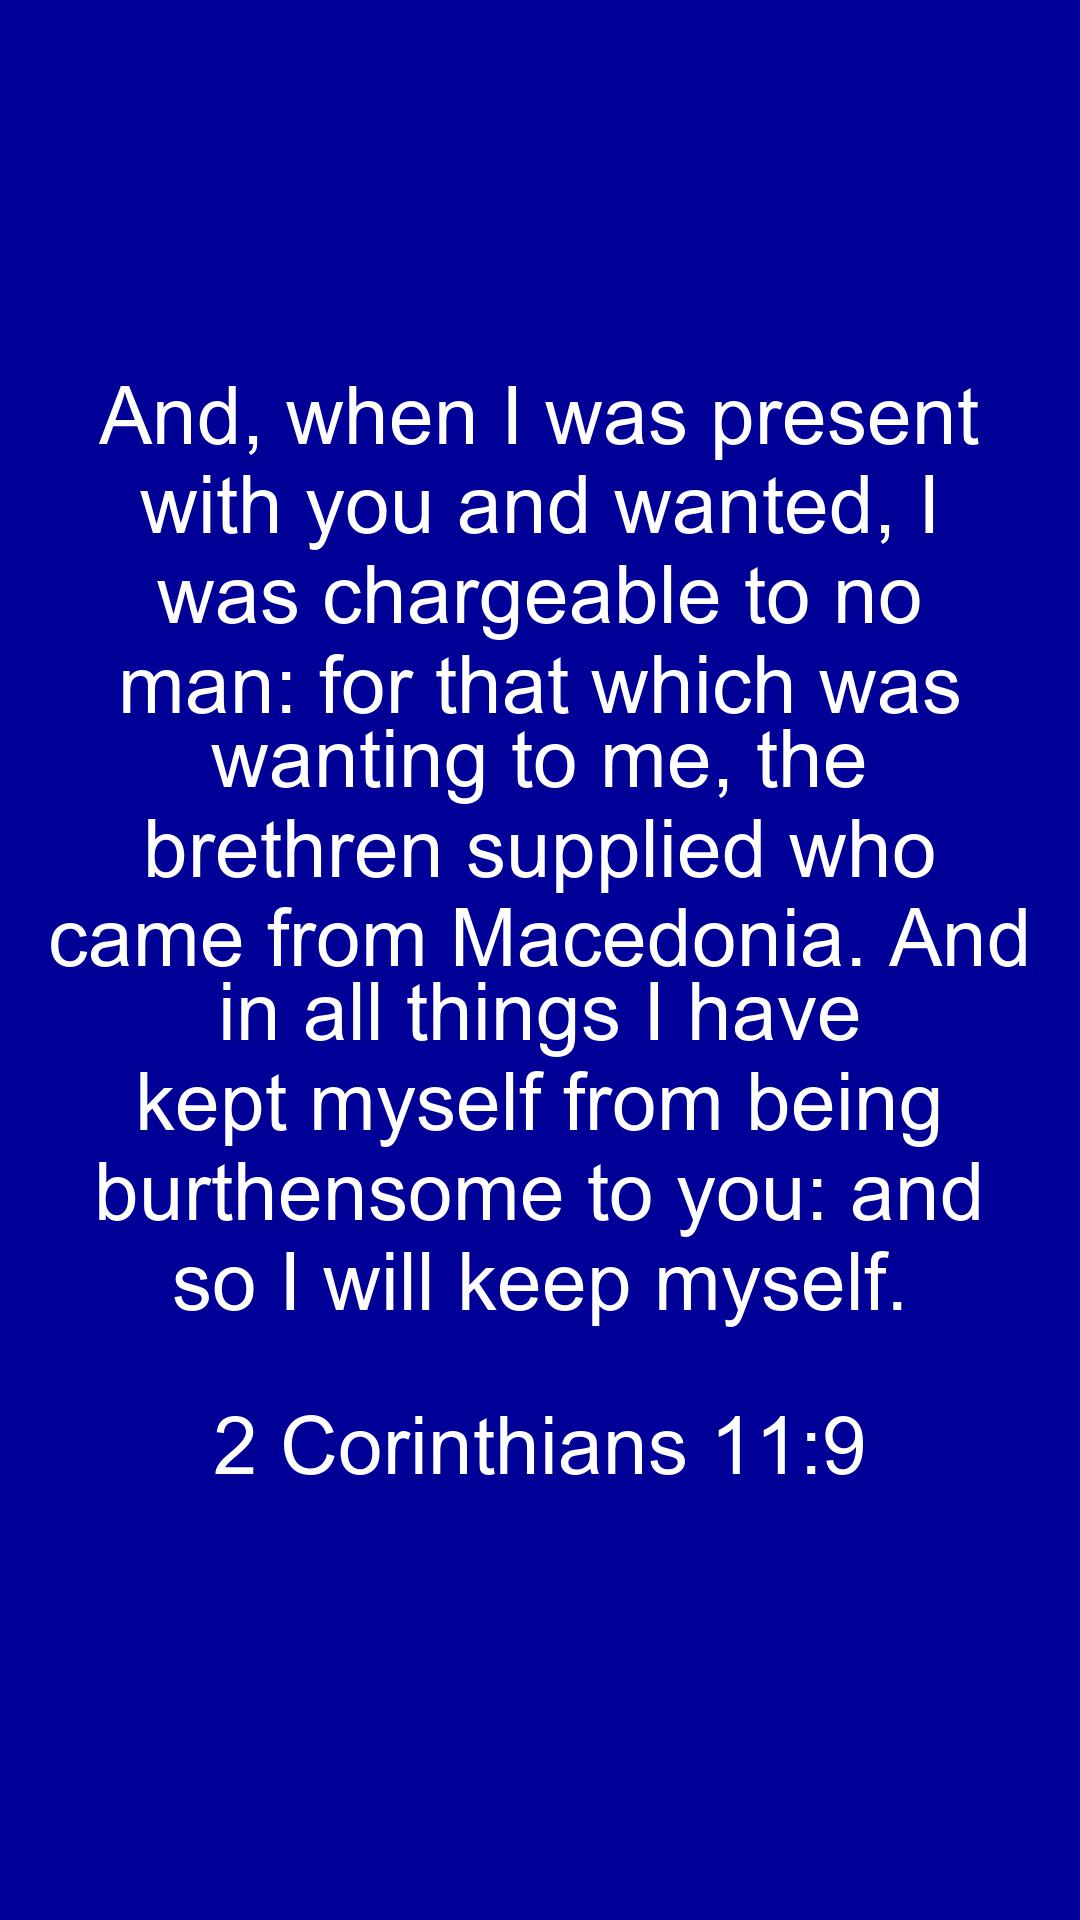 And, when I was present
with you and wanted, I
was chargeable to no
man: for that which was
wanting to me, the
brethren supplied who
came from Macedonia. And
in all things I have
kept myself from being
burthensome to you: and
so I will keep myself.
2 Corinthians 11:9